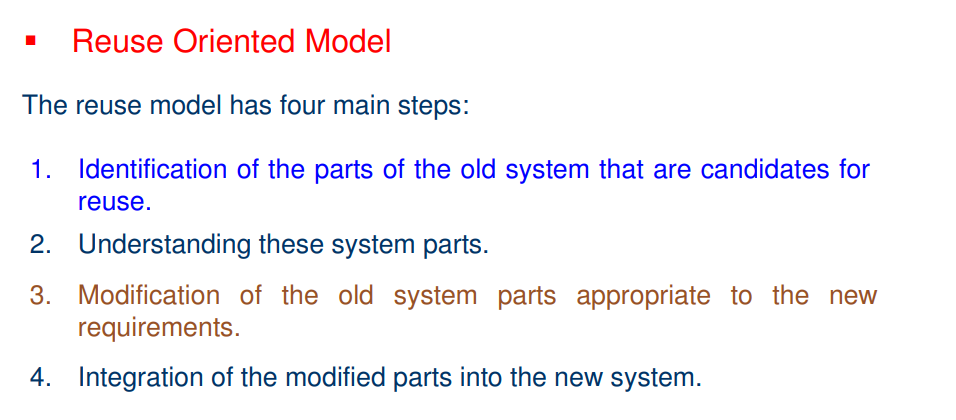 ▪ Reuse Oriented Model
The reuse model has four main steps:
1. Identification of the parts of the old system that are candidates for
reuse.
2. Understanding these system parts.
3. Modification of the old system parts appropriate to the new
requirements.
4. Integration of the modified parts into the new system.